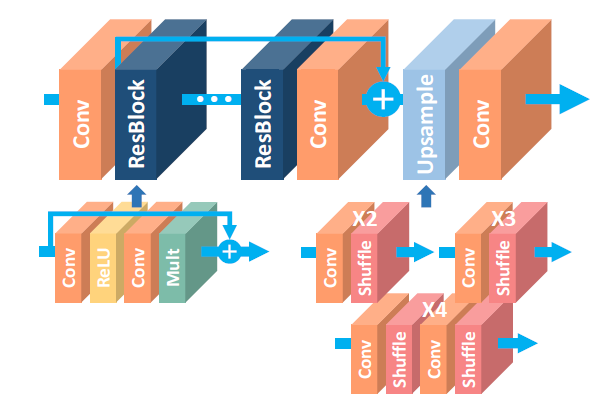 Conv
ResBlock
ResBlock
Conv
Upsample
Conv
Conv
ReLU
Conv
Mult
X2
Conv
Shuffle
X3
Conv
Shuffle
X4
Conv
Shuffle
Conv
Shuffle